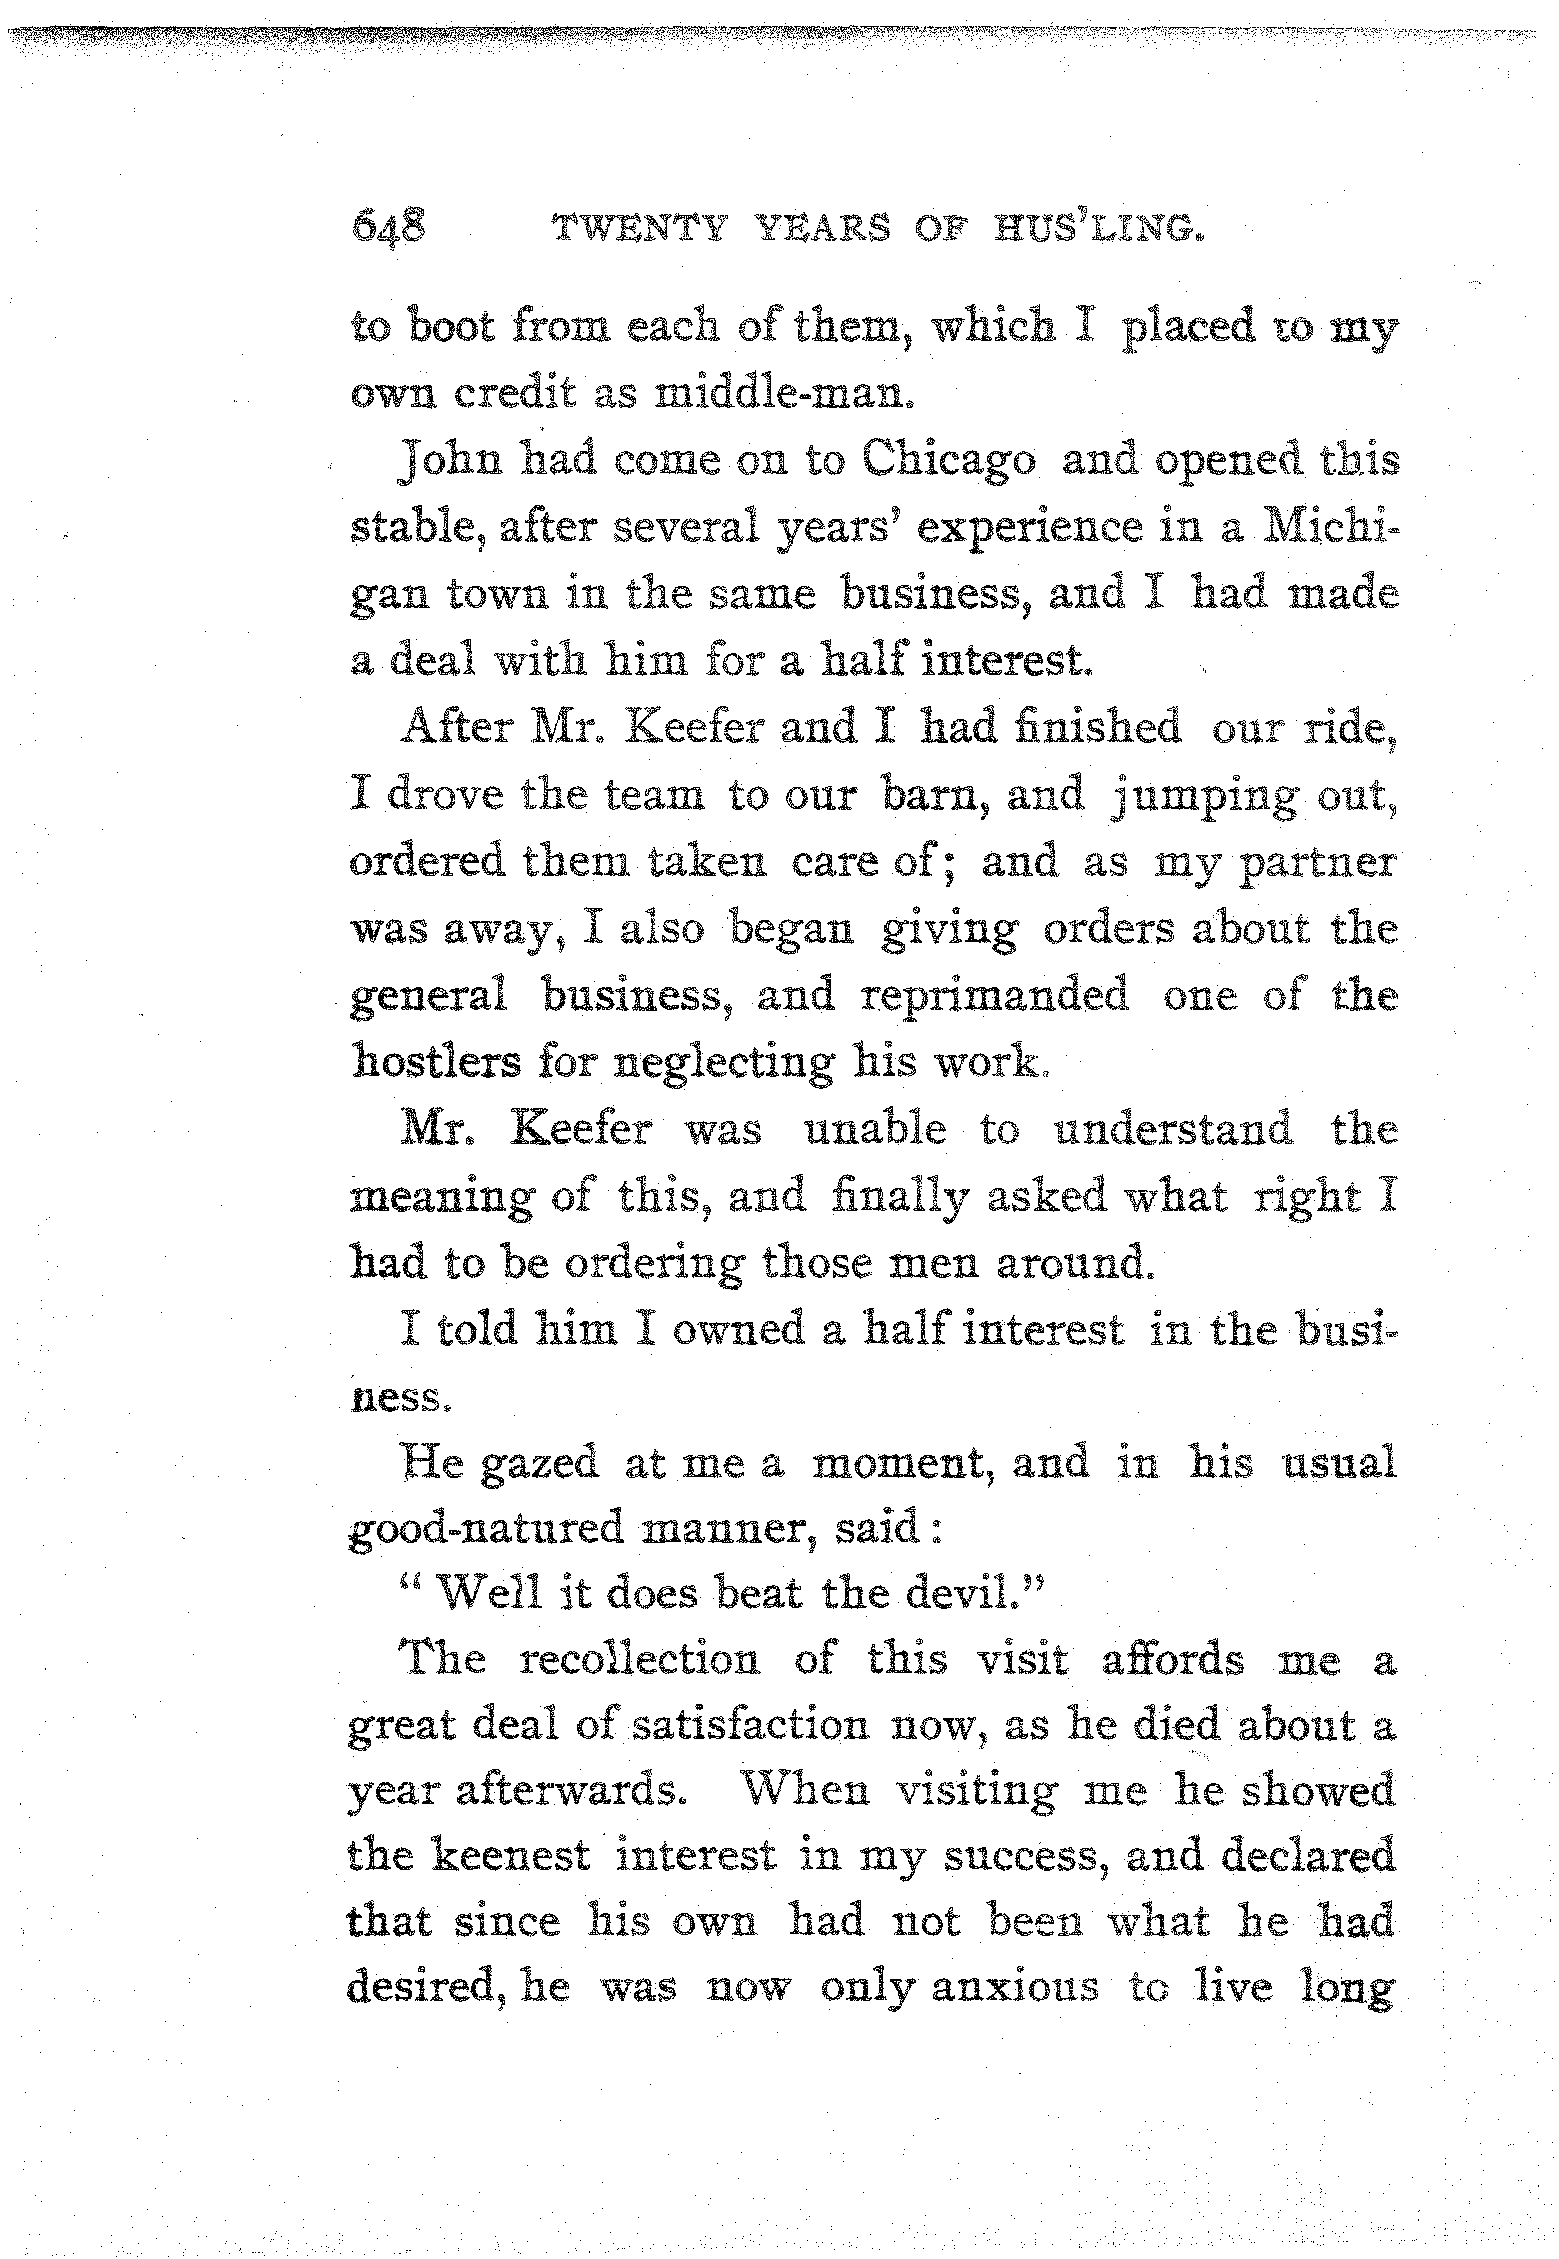 648 TWENTY YEARS OF HUS'LING.
to boot from each of them, which I placed to my
own credit as middle-man.
John had come on to Chicago and opened this
stable, after several years' experience in a Michi-
gan town in the same business, and I had made
a deal with him for a half interest.
After Mr. Keefer and I had finished our ride,
I drove the team to our barn, and jumping out,
ordered them taken care of; and as my partner
was away, I also began giving orders about the
general business, and reprimanded one of the
hostlers for neglecting his work.
Mr. Keefer was unable to understand the
meaning of this, and finally asked what right I
had to be ordering those men around.
I told him I owned a half interest in the busi-
ness.
He gazed at me a moment, and in his usual
good-natured manner, said:
"Well it does beat the devil."
The recollection of this visit affords me a
great deal of satisfaction now, as he died about a
year afterwards. When visiting me he showed
the keenest interest in my success, and declared
that since his own had not been what he had
desired, he was now only anxious to live long